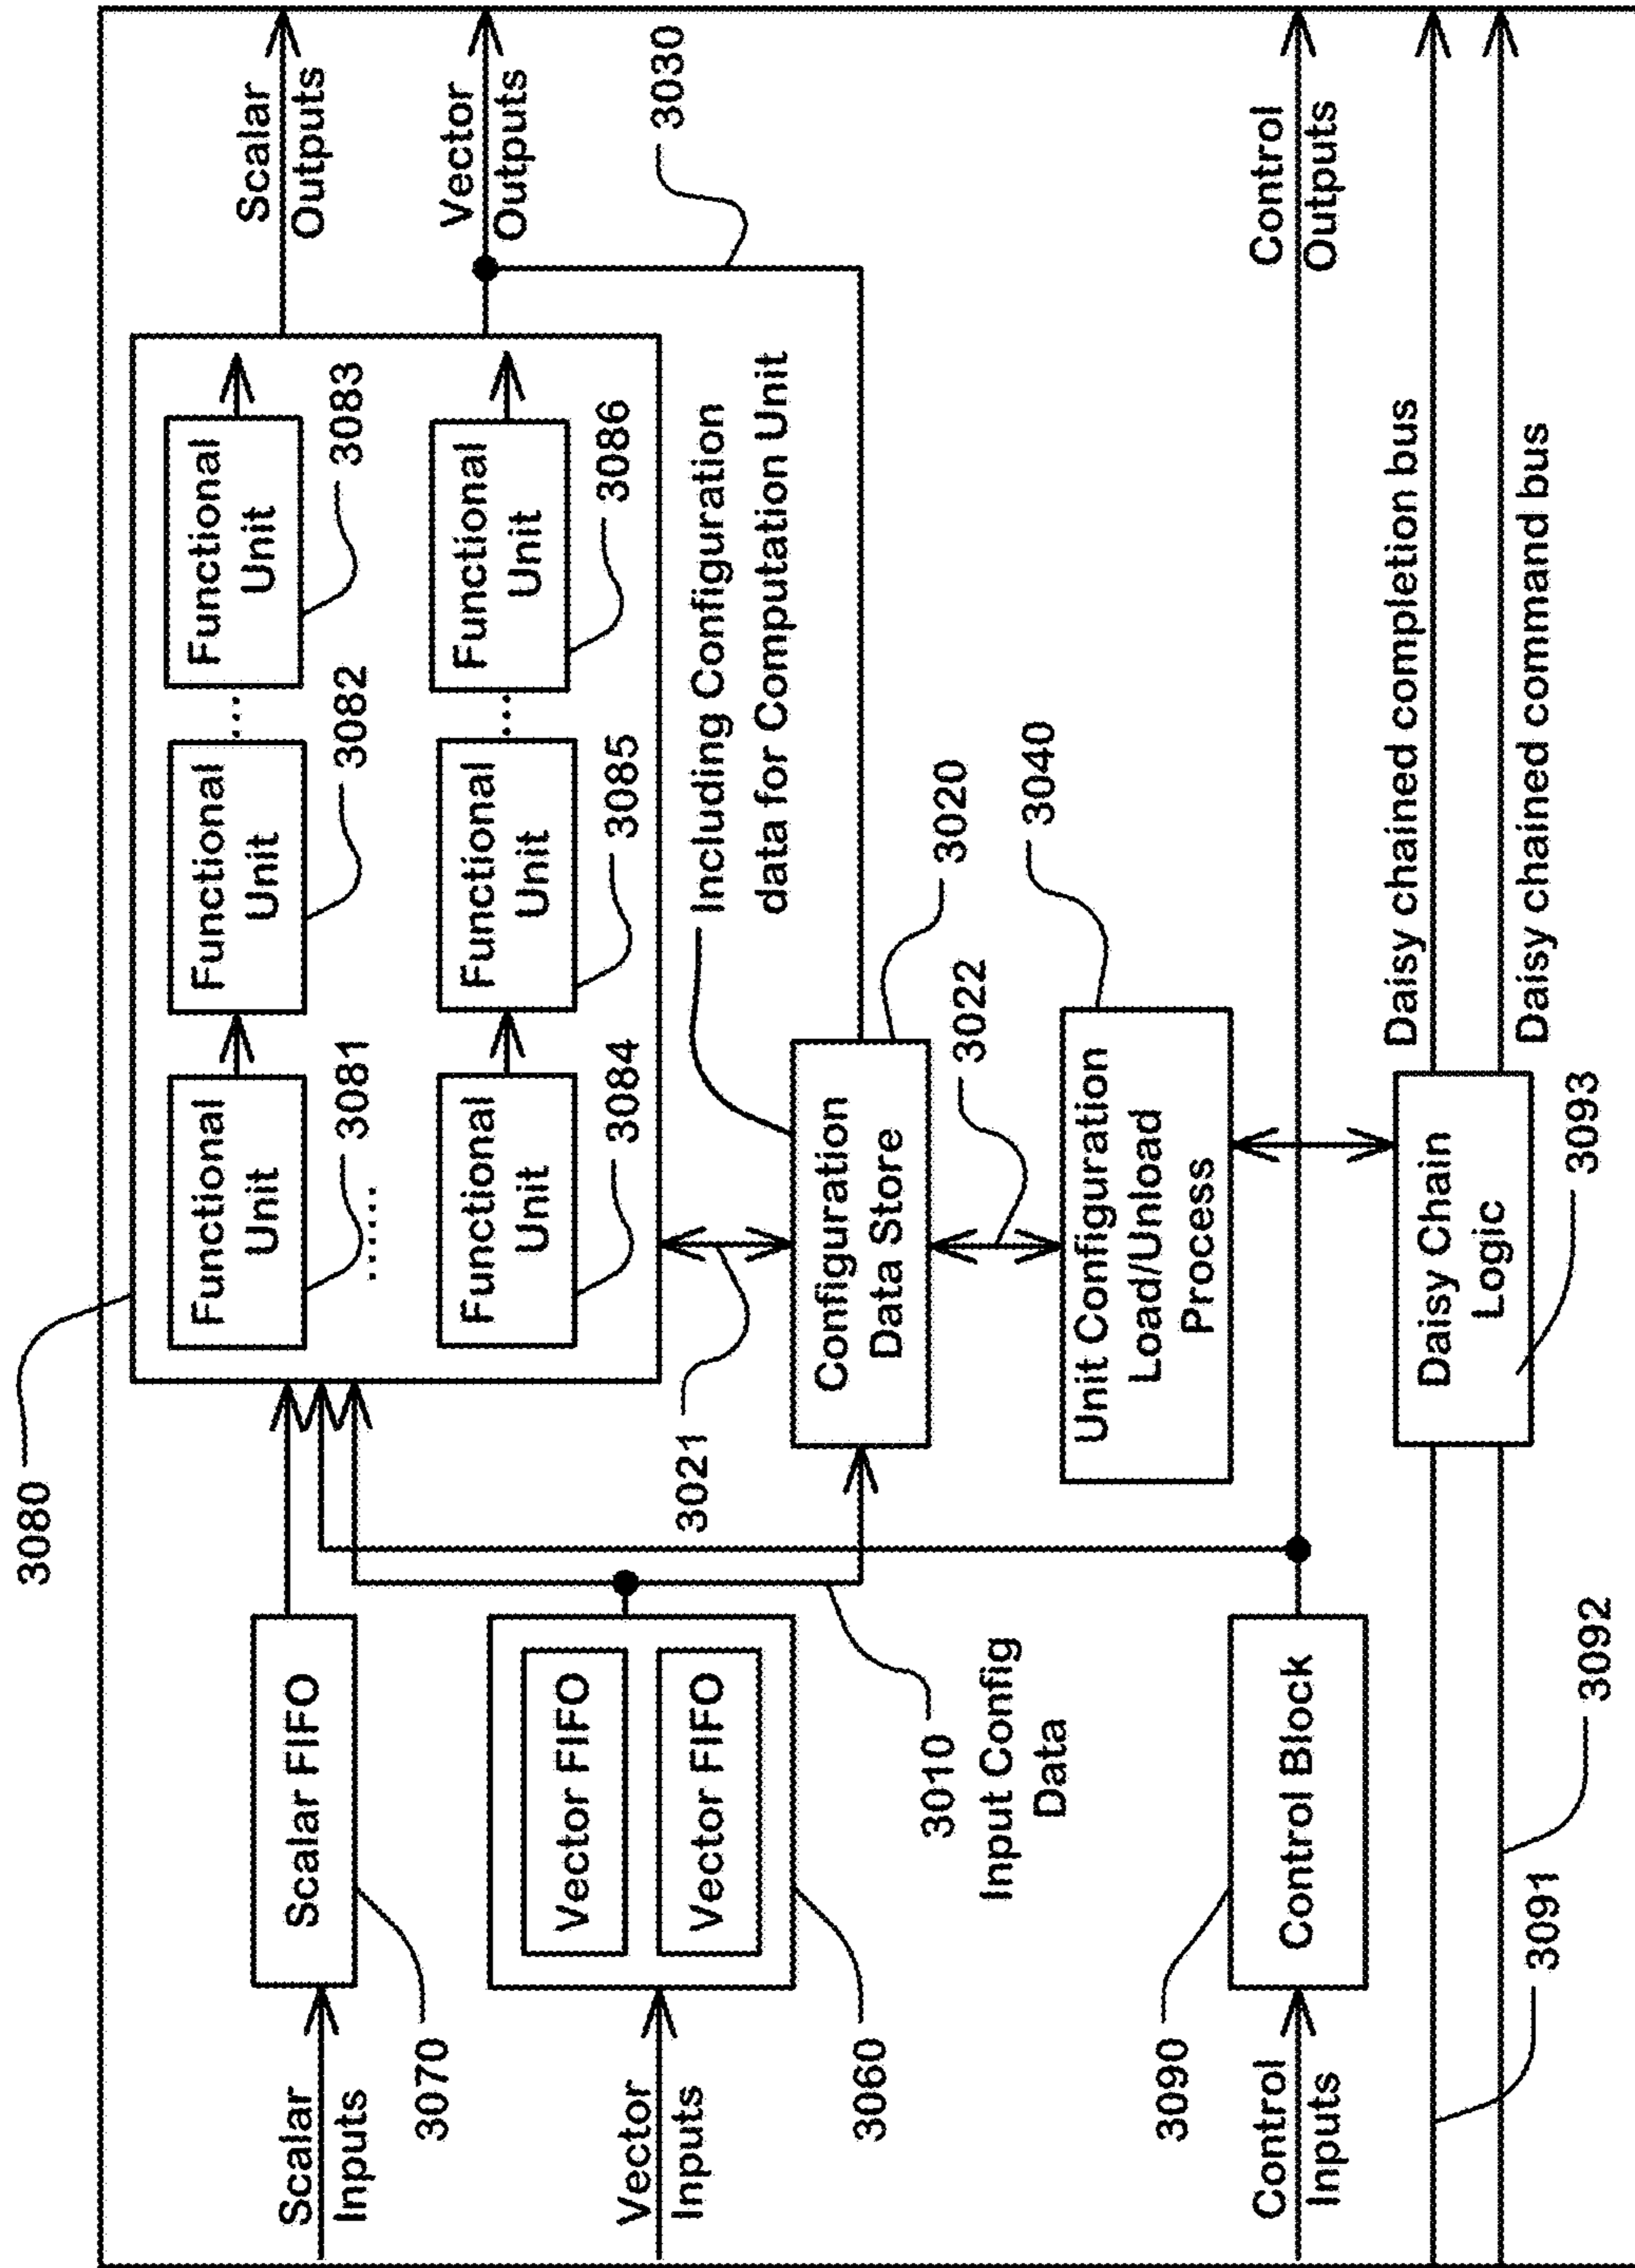 3080
Scalar
Inputs
Scalar FIFO
3070
Vector
Inputs
Vector FIFO
Vector FIFO
3060
3010
Input Config
Data
Control
Inputs
Control Block
3090
3091
3092
Functional
Unit
3081
Functional
Unit
3082
....
Functional
Unit
3083
......
Functional
Unit
3084
Functional
Unit
3085
....
Functional
Unit
3086
Scalar
Outputs
Vector
Outputs
3030
3021
Including Configuration
data for Computation Unit
Configuration
Data Store
3020
3022
Unit Configuration
Load/Unload
Process
3040
Control
Outputs
Daisy Chain
Logic
3093
Daisy chained completion bus
Daisy chained command bus